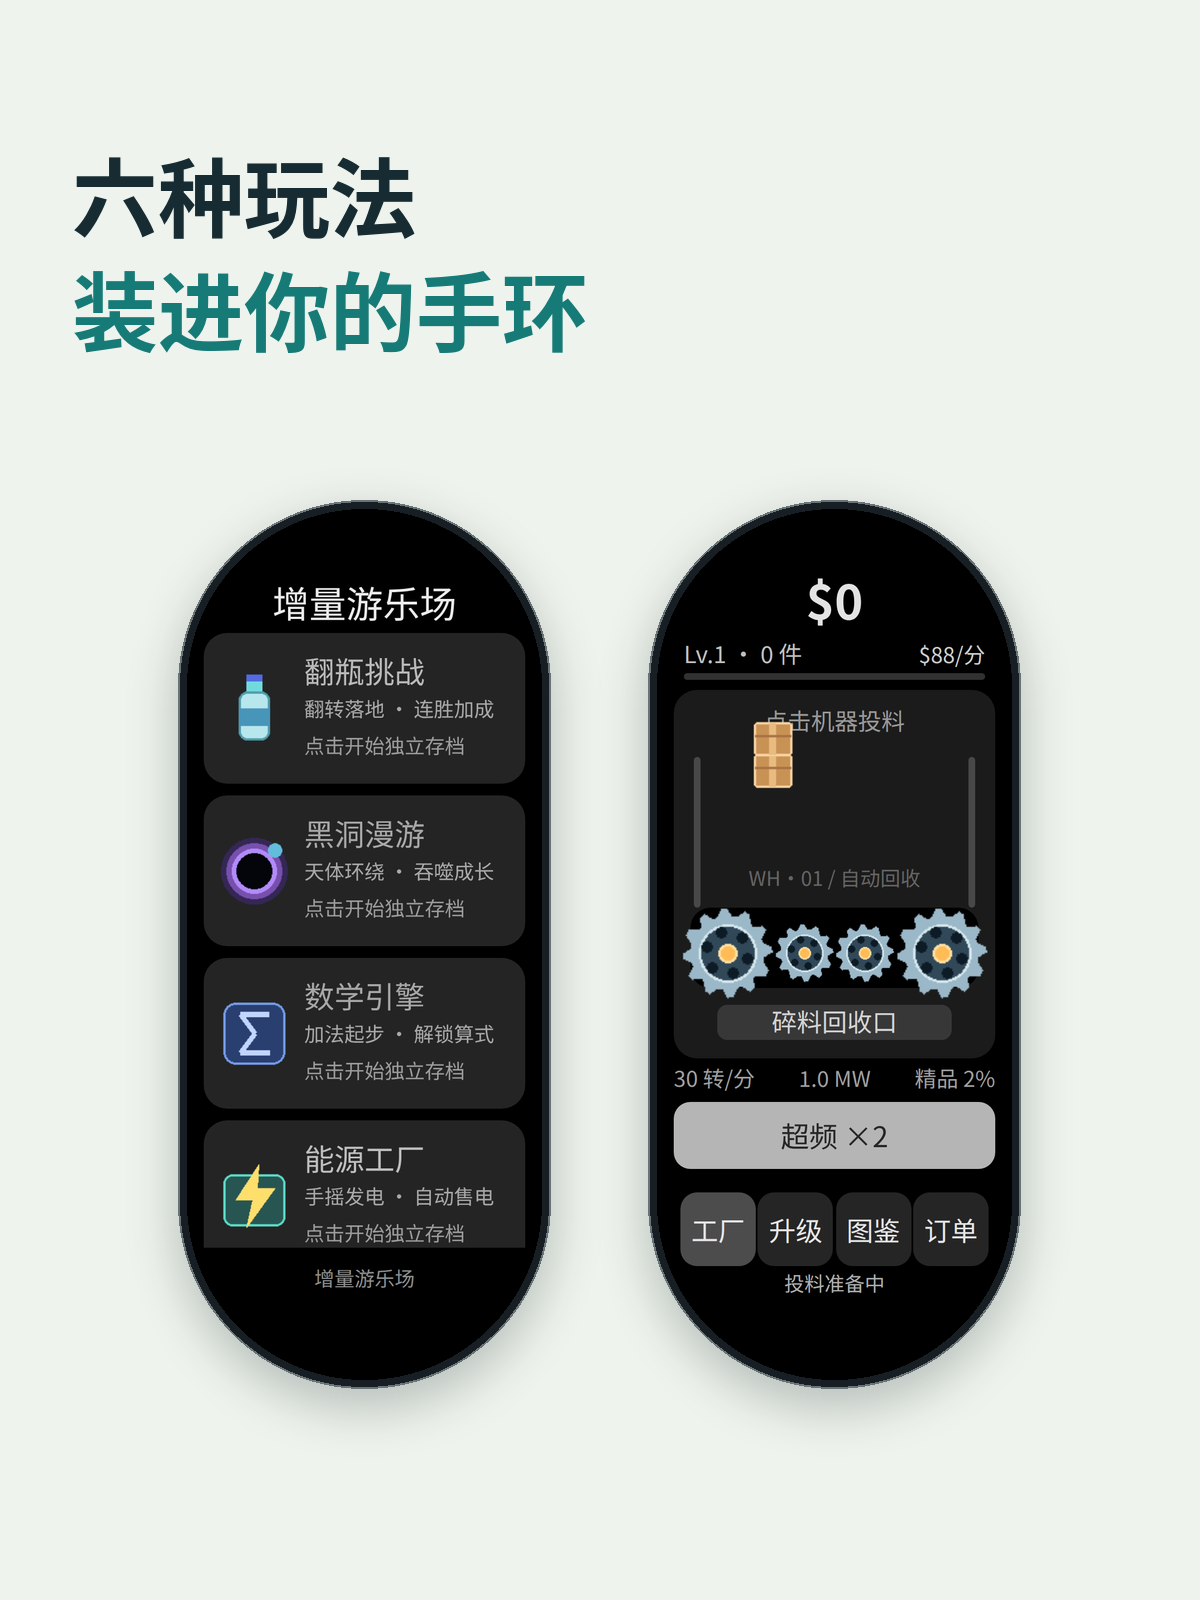 六种玩法
装进你的手环
增量游乐场
翻瓶挑战
翻转落地 · 连胜加成
点击开始独立存档
黑洞漫游
天体环绕 · 吞噬成长
点击开始独立存档
数学引擎
加法起步 · 解锁算式
点击开始独立存档
能源工厂
手摇发电 · 自动售电
点击开始独立存档
增量游乐场
$0
Lv.1 · 0 件
$88/分
点击机器投料
WH·01 / 自动回收
碎料回收口
30 转/分
1.0 MW
精品 2%
超频 ×2
工厂
升级
图鉴
订单
投料准备中